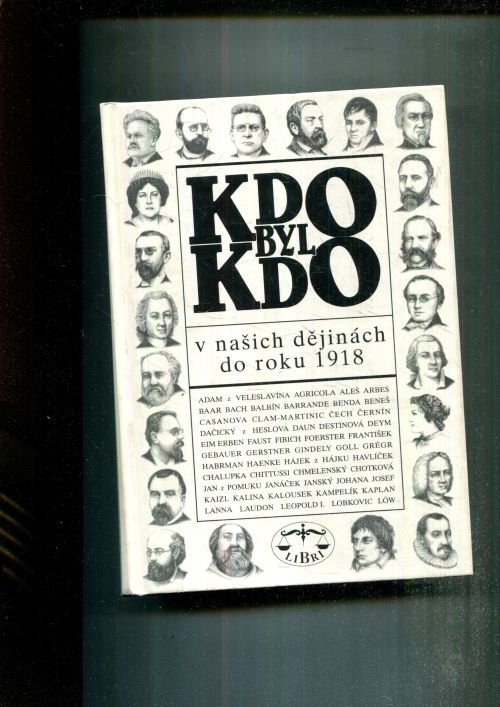 KDO
BYL
KDO
v našich dějinách
do roku 1918
ADAM z VELESLAVÍNA AGRICOLA ALEŠ ARBES
BAAR BACH BALBÍN BARRANDE BENDA BENEŠ
CASANOVA CLAM-MARTINIC ČECH ČERNÍN
DAČICKÝ z HESLOVA DAUN DESTINOVÁ DEYM
EIM ERBEN FAUST FIBICH FOERSTER FRANTIŠEK
GEBAUER GERSTNER GINDELY GOLL GRÉGR
HABRMAN HAENKE HÁJEK z HÁJKU HAVLÍČEK
CHALUPKA CHITTUSSI CHMELENSKÝ CHOTKOVÁ
JAN z POMUKU JANÁČEK JANSKÝ JOHANA JOSEF
KAIZL KALINA KALOUSEK KAMPELÍK KAPLAN
LANNA LAUDON LEOPOLD I. LOBKOVIC LÖW
LIBRI